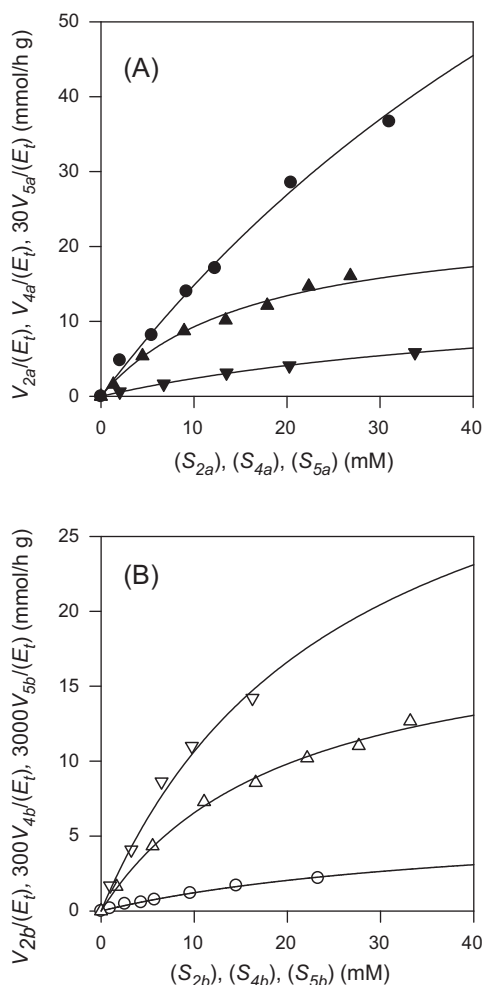 50
(A)
40
30
20
10
0
0 10 20 30 40
V2a/(Et), V4a/(Et), 30V5a/(Et) (mmol/h g)
(S2a), (S4a), (S5a) (mM)
25
(B)
20
15
10
5
0
0 10 20 30 40
V2b/(Et), 300V4b/(Et), 3000V5b/(Et) (mmol/h g)
(S2b), (S4b), (S5b) (mM)